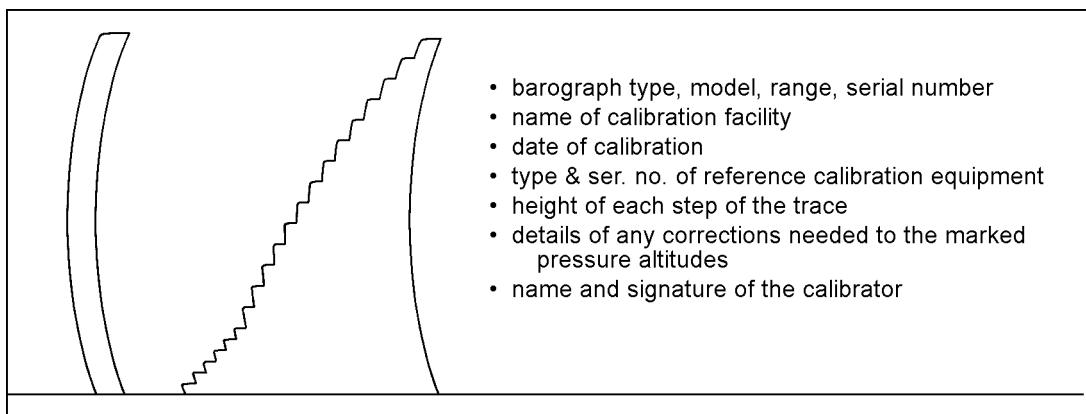 • barograph type, model, range, serial number
• name of calibration facility
• date of calibration
• type & ser. no. of reference calibration equipment
• height of each step of the trace
• details of any corrections needed to the marked
pressure altitudes
• name and signature of the calibrator